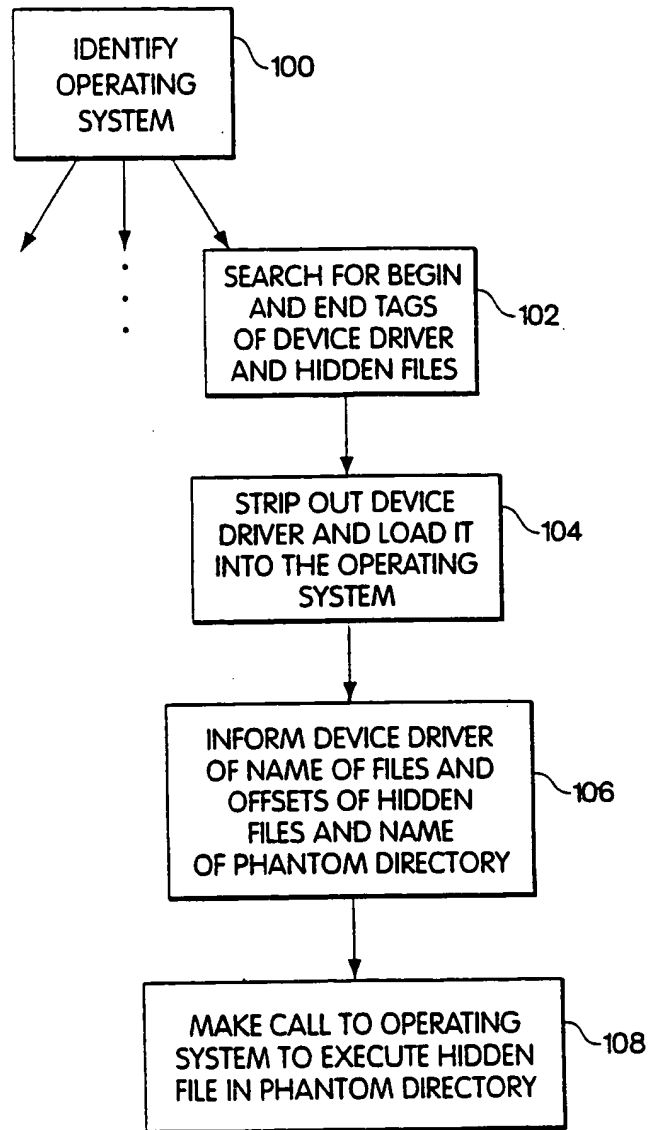 IDENTIFY
OPERATING
SYSTEM
100
SEARCH FOR BEGIN
AND END TAGS
OF DEVICE DRIVER
AND HIDDEN FILES
102
STRIP OUT DEVICE
DRIVER AND LOAD IT
INTO THE OPERATING
SYSTEM
104
INFORM DEVICE DRIVER
OF NAME OF FILES AND
OFFSETS OF HIDDEN
FILES AND NAME
OF PHANTOM DIRECTORY
106
MAKE CALL TO OPERATING
SYSTEM TO EXECUTE HIDDEN
FILE IN PHANTOM DIRECTORY
108